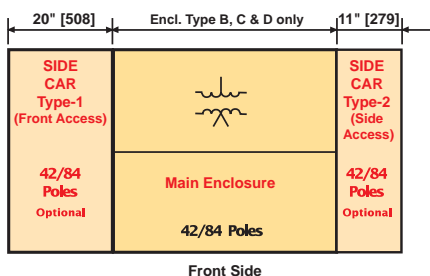 20" [508]
Encl. Type B, C & D only
11" [279]
SIDE
CAR
Type-1
(Front Access)
42/84
Poles
Optional
Main Enclosure
42/84 Poles
SIDE
CAR
Type-2
(Side
Access)
42/84
Poles
Optional
Front Side